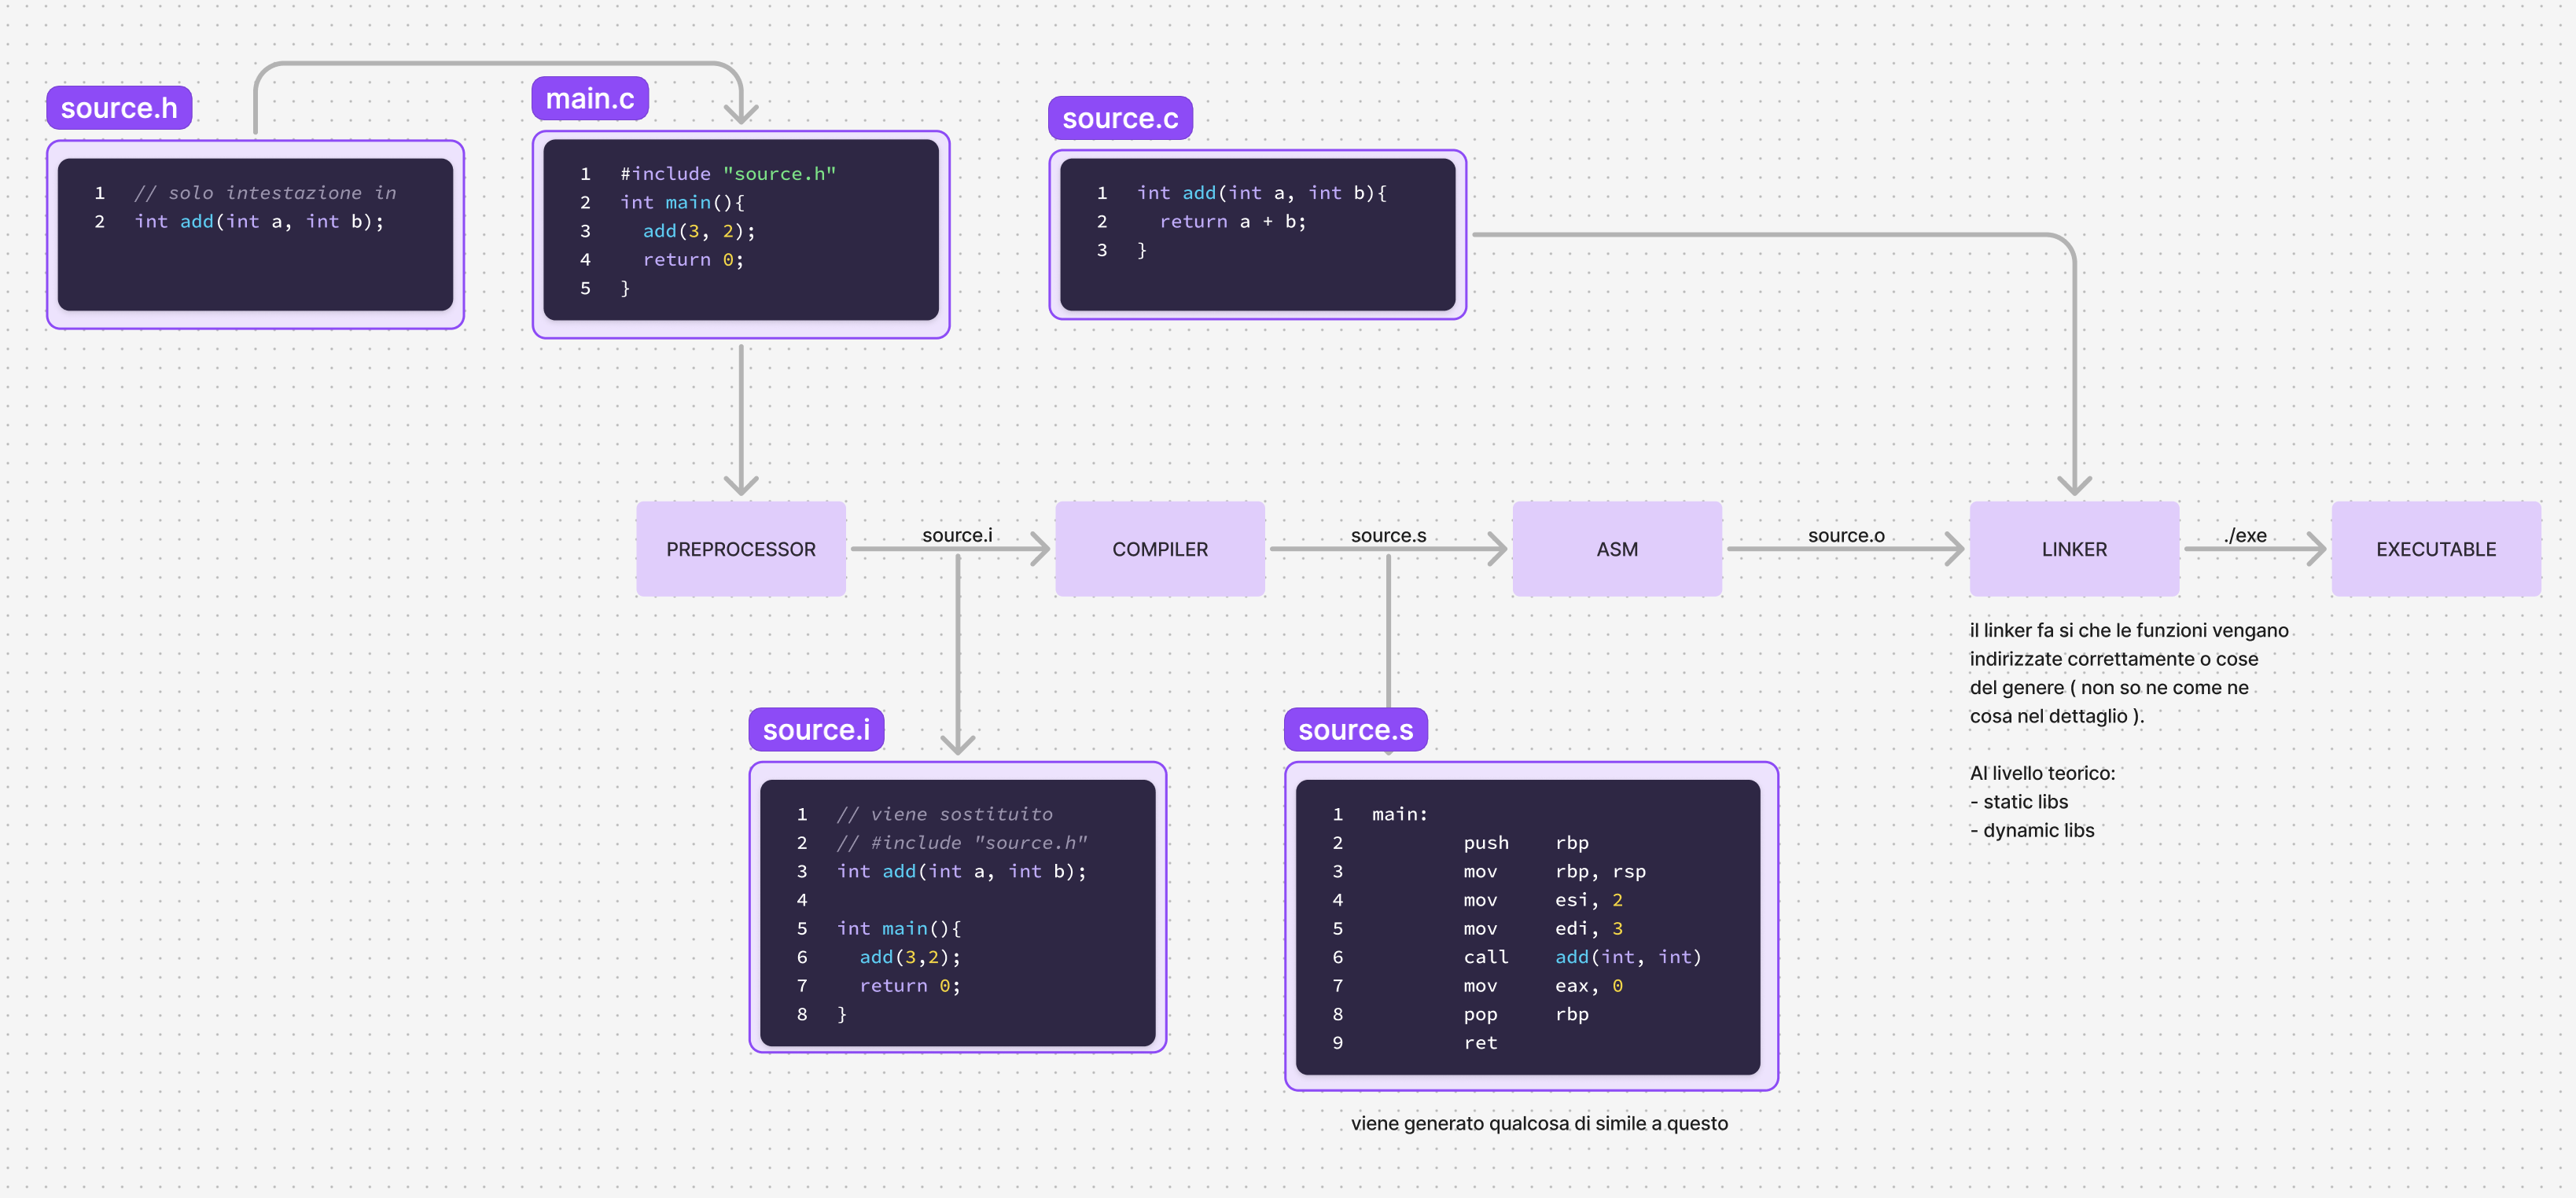 source.h
1 // solo intestazione in
2 int add(int a, int b);
main.c
1 #include "source.h"
2 int main(){
3   add(3, 2);
4   return 0;
5 }
source.c
1 int add(int a, int b){
2   return a + b;
3 }
PREPROCESSOR
source.i
COMPILER
source.s
ASM
source.o
LINKER
./exe
EXECUTABLE
il linker fa si che le funzioni vengano
indirizzate correttamente o cose
del genere ( non so ne come ne
cosa nel dettaglio ).
Al livello teorico:
- static libs
- dynamic libs
source.i
1 // viene sostituito
2 // #include "source.h"
3 int add(int a, int b);
4
5 int main(){
6   add(3,2);
7   return 0;
8 }
source.s
1 main:
2         push    rbp
3         mov     rbp, rsp
4         mov     esi, 2
5         mov     edi, 3
6         call    add(int, int)
7         mov     eax, 0
8         pop     rbp
9         ret
viene generato qualcosa di simile a questo